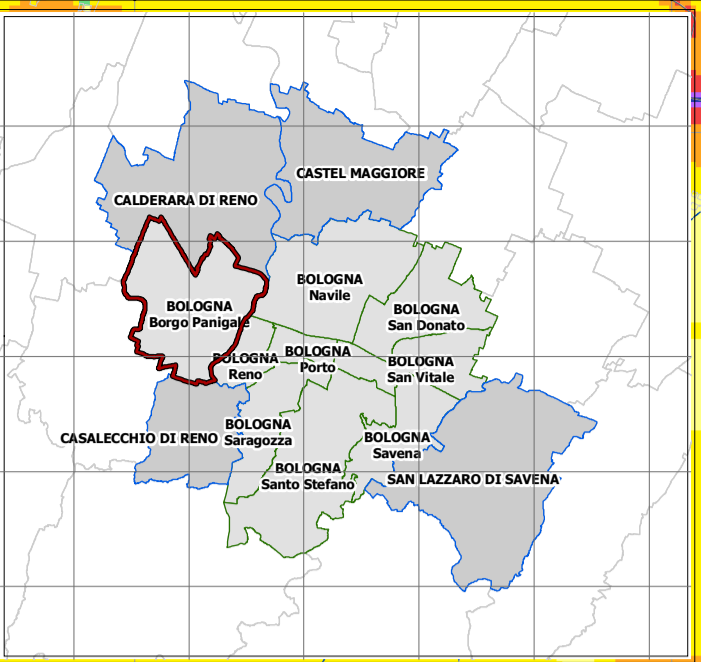 CASTEL MAGGIORE
CALDERARA DI RENO
BOLOGNA
Navile
BOLOGNA
Borgo Panigale
BOLOGNA
San Donato
BOLOGNA
Reno
BOLOGNA
Porto
BOLOGNA
San Vitale
CASALECCHIO DI RENO
BOLOGNA
Saragozza
BOLOGNA
Savena
BOLOGNA
Santo Stefano
SAN LAZZARO DI SAVENA